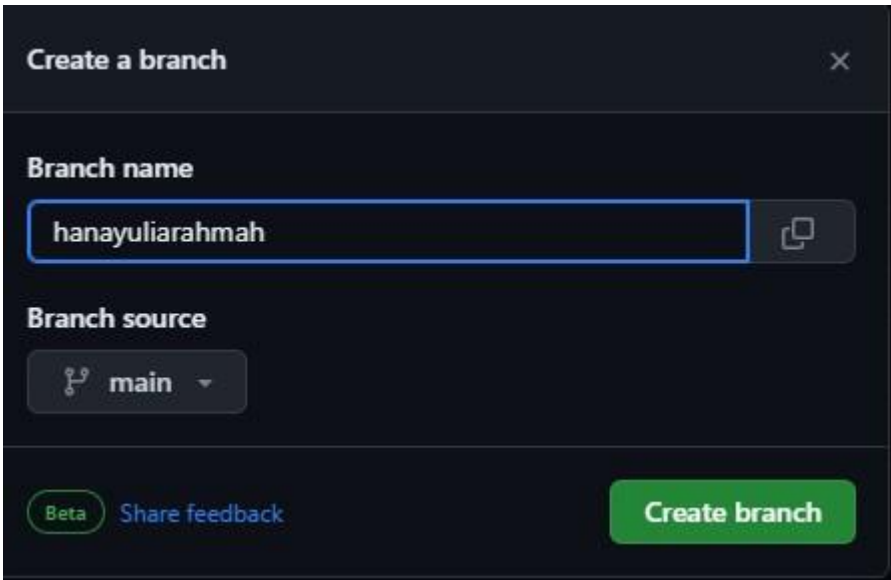 Create a branch
Branch name
hanayuliarahmah
Branch source
main
Beta Share feedback
Create branch